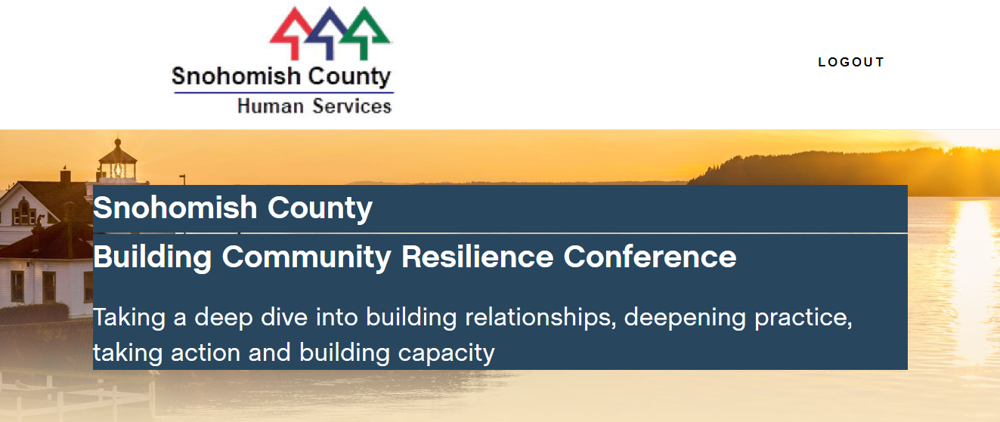 Snohomish County
Human Services
LOGOUT
Snohomish County
Building Community Resilience Conference
Taking a deep dive into building relationships, deepening practice,
taking action and building capacity